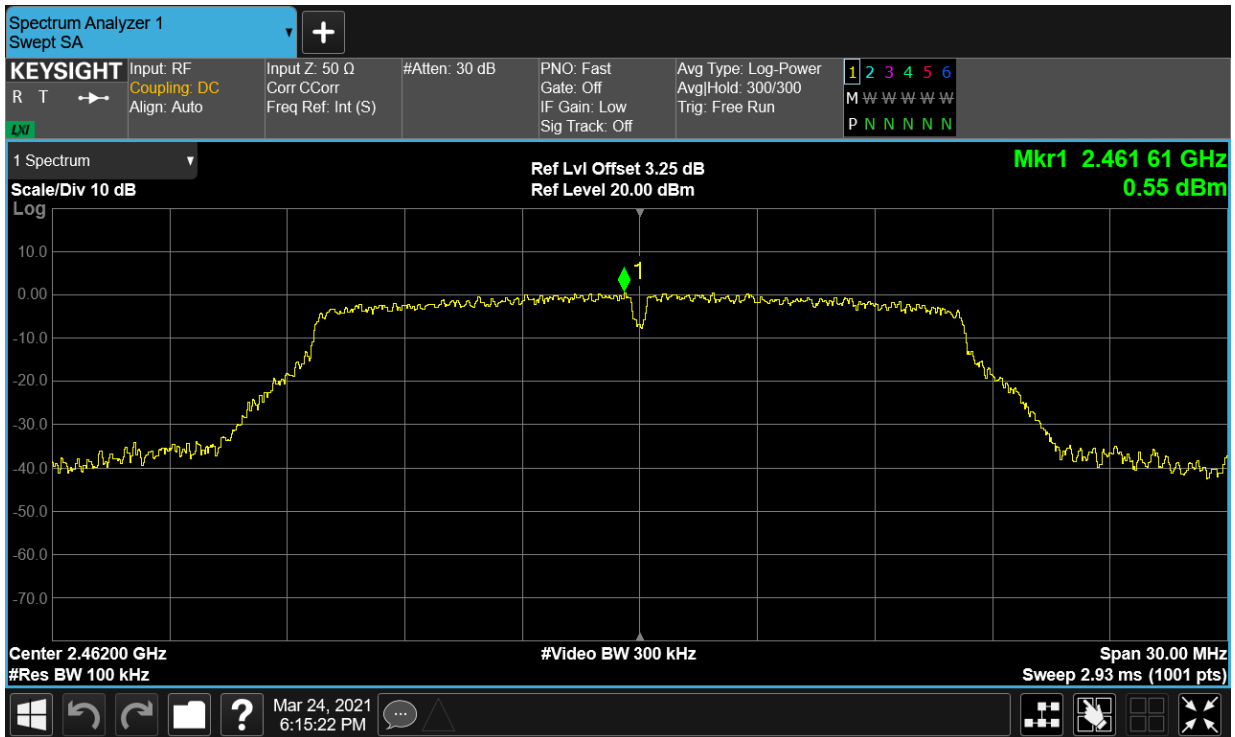 Spectrum Analyzer 1
Swept SA
KEYSIGHT
R T
LXI
Input: RF
Coupling: DC
Align: Auto
Input Z: 50 Ω
Corr CCorr
Freq Ref: Int (S)
#Atten: 30 dB
PNO: Fast
Gate: Off
IF Gain: Low
Sig Track: Off
Avg Type: Log-Power
Avg|Hold: 300/300
Trig: Free Run
1 2 3 4 5 6
M W W W W W
P N N N N N
1 Spectrum
Scale/Div 10 dB
Log
Ref Lvl Offset 3.25 dB
Ref Level 20.00 dBm
Mkr1 2.461 61 GHz
0.55 dBm
1
10.0
0.00
-10.0
-20.0
-30.0
-40.0
-50.0
-60.0
-70.0
Center 2.46200 GHz
#Res BW 100 kHz
#Video BW 300 kHz
Span 30.00 MHz
Sweep 2.93 ms (1001 pts)
?
Mar 24, 2021
6:15:22 PM